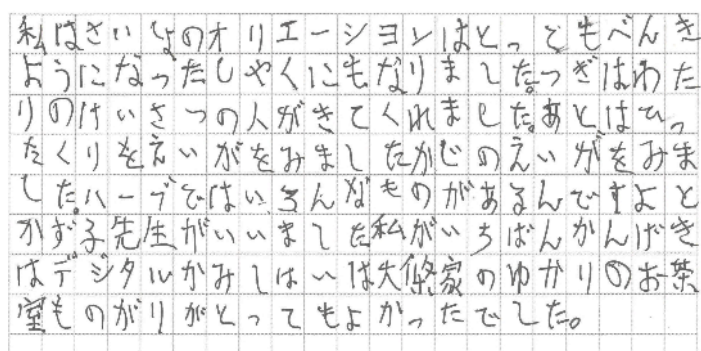 私はさいしょのオリエーションはとってもべんき
ようになったしやくにもなりました。つぎはわた
りのけいさつの人がきてくれました。あとはひっ
たくりをえいがをみましたかじのえいがをみま
した。ハーブではいろんなものがあるんですよと
かず子先生がいいました私がいちばんかんげき
はデジタルかみしはいは大條家のゆかりのお茶
室ものがりがとってもよかったでした。